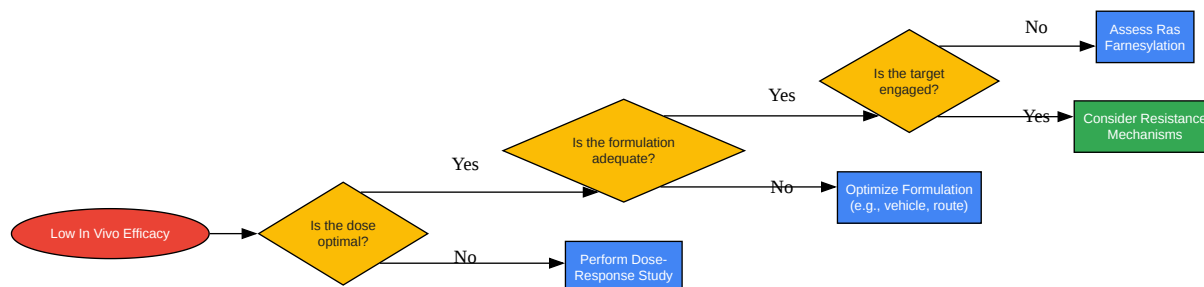 Low In Vivo Efficacy
Is the dose
optimal?
Yes
No
Perform Dose-
Response Study
Is the formulation
adequate?
Yes
No
Optimize Formulation
(e.g., vehicle, route)
Is the target
engaged?
No
Yes
Assess Ras
Farnesylation
Consider Resistance
Mechanisms